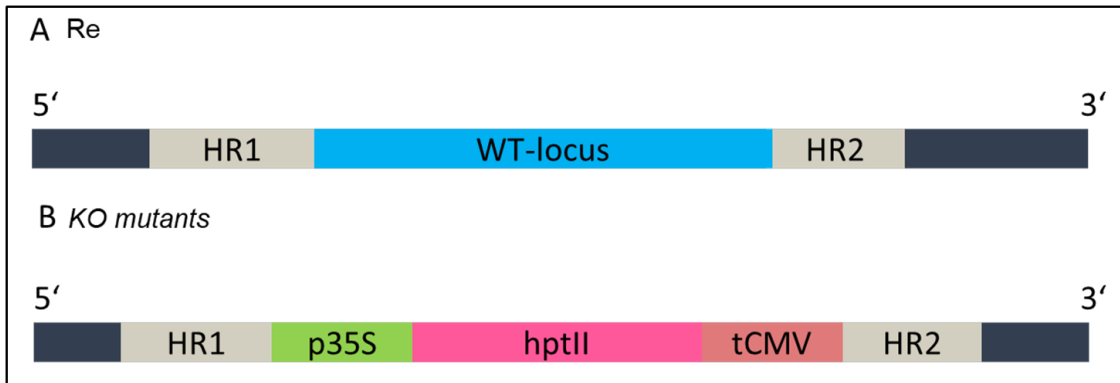 A Re
5‘ 3‘
HR1 WT-locus HR2
B KO mutants
5‘ 3‘
HR1 p35S hptII tCMV HR2